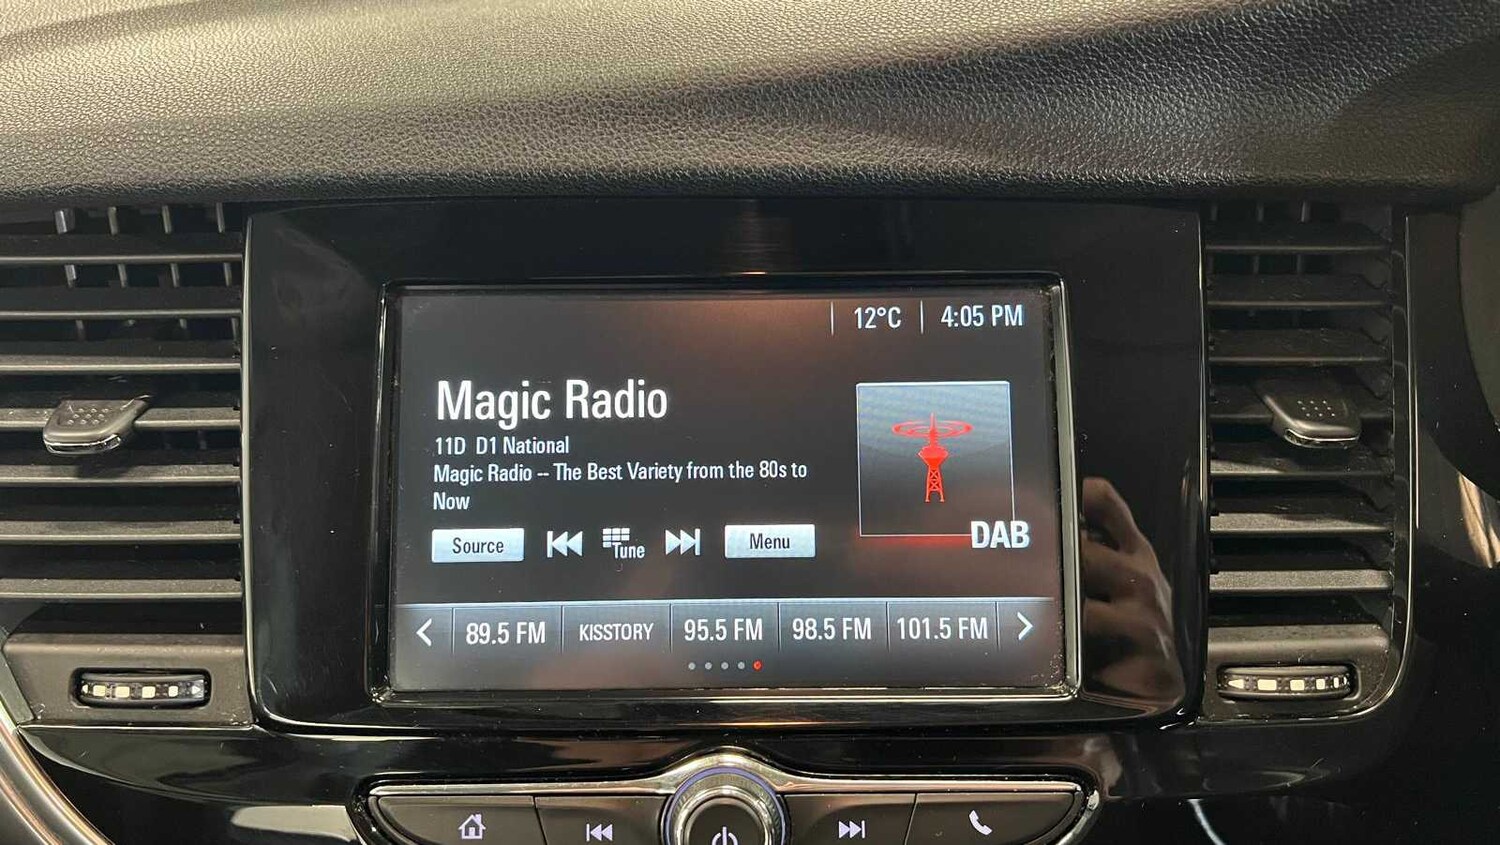 12°C 4:05 PM
Magic Radio
11D D1 National
Magic Radio -- The Best Variety from the 80s to
Now
DAB
Source Tune Menu
89.5 FM KISSTORY 95.5 FM 98.5 FM 101.5 FM